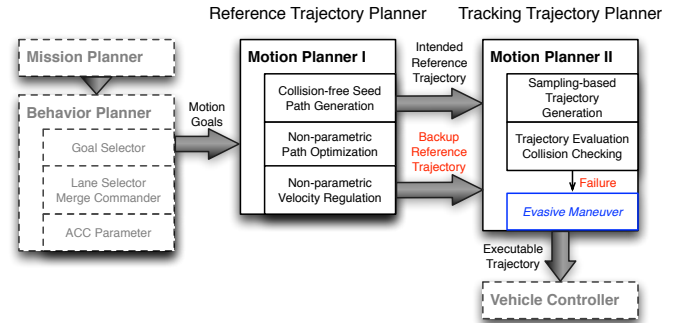 Reference Trajectory Planner
Tracking Trajectory Planner
Mission Planner
Behavior Planner
Goal Selector
Lane Selector
Merge Commander
ACC Parameter
Motion
Goals
Motion Planner I
Collision-free Seed
Path Generation
Non-parametric
Path Optimization
Non-parametric
Velocity Regulation
Intended
Reference
Trajectory
Backup
Reference
Trajectory
Motion Planner II
Sampling-based
Trajectory
Generation
Trajectory Evaluation
Collision Checking
Failure
Evasive Maneuver
Executable
Trajectory
Vehicle Controller